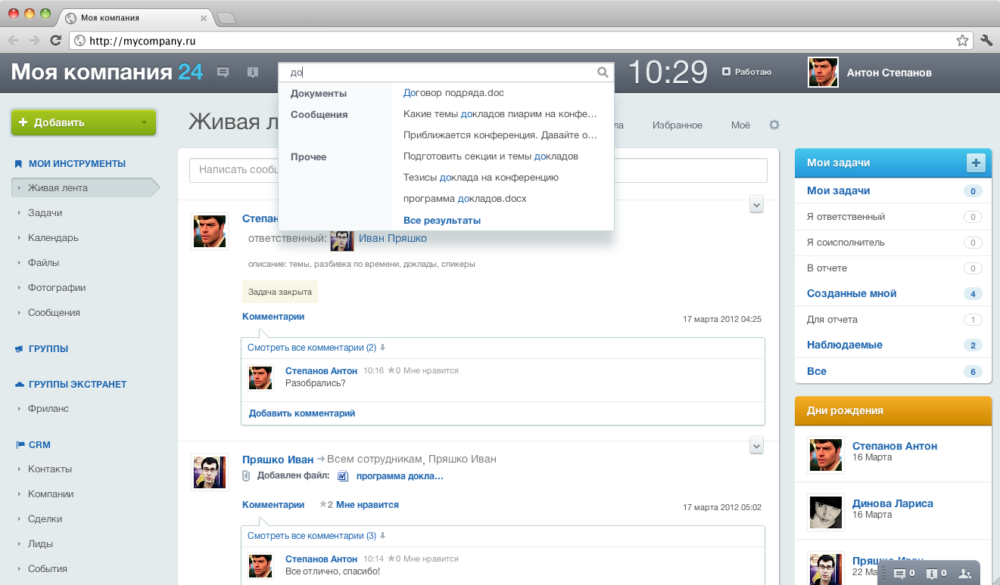 Моя компания
http://mycompany.ru
Моя компания 24
до
10:29
Работаю
Антон Степанов
Документы
Договор подряда.doc
Сообщения
Какие темы докладов пиарим на конфе...
Приближается конференция. Давайте о...
Прочее
Подготовить секции и темы докладов
Тезисы доклада на конференцию
программа докладов.docx
Все результаты
Добавить
МОИ ИНСТРУМЕНТЫ
Живая лента
Задачи
Календарь
Файлы
Фотографии
Сообщения
ГРУППЫ
ГРУППЫ ЭКСТРАНЕТ
Фриланс
CRM
Контакты
Компании
Сделки
Лиды
События
Живая л
ла
Избранное
Моё
Написать сообщ
Степан
ответственный: Иван Пряшко
описание: темы, разбивка по времени, доклады, спикеры
Задача закрыта
Комментарии
17 марта 2012 04:25
Смотреть все комментарии (2)
Степанов Антон 10:16 0 Мне нравится
Разобрались?
Добавить комментарий
Пряшко Иван Всем сотрудникам, Пряшко Иван
Добавлен файл: программа докла...
Комментарии 2 Мне нравится
17 марта 2012 05:02
Смотреть все комментарии (3)
Степанов Антон 10:14 0 Мне нравится
Все отлично, спасибо!
Мои задачи
Мои задачи 0
Я ответственный 0
Я соисполнитель 0
В отчете 0
Созданные мной 4
Для отчета 1
Наблюдаемые 2
Все 6
Дни рождения
Степанов Антон
16 Марта
Динова Лариса
16 Марта
Пряшко Иван
22 Мар
0 0